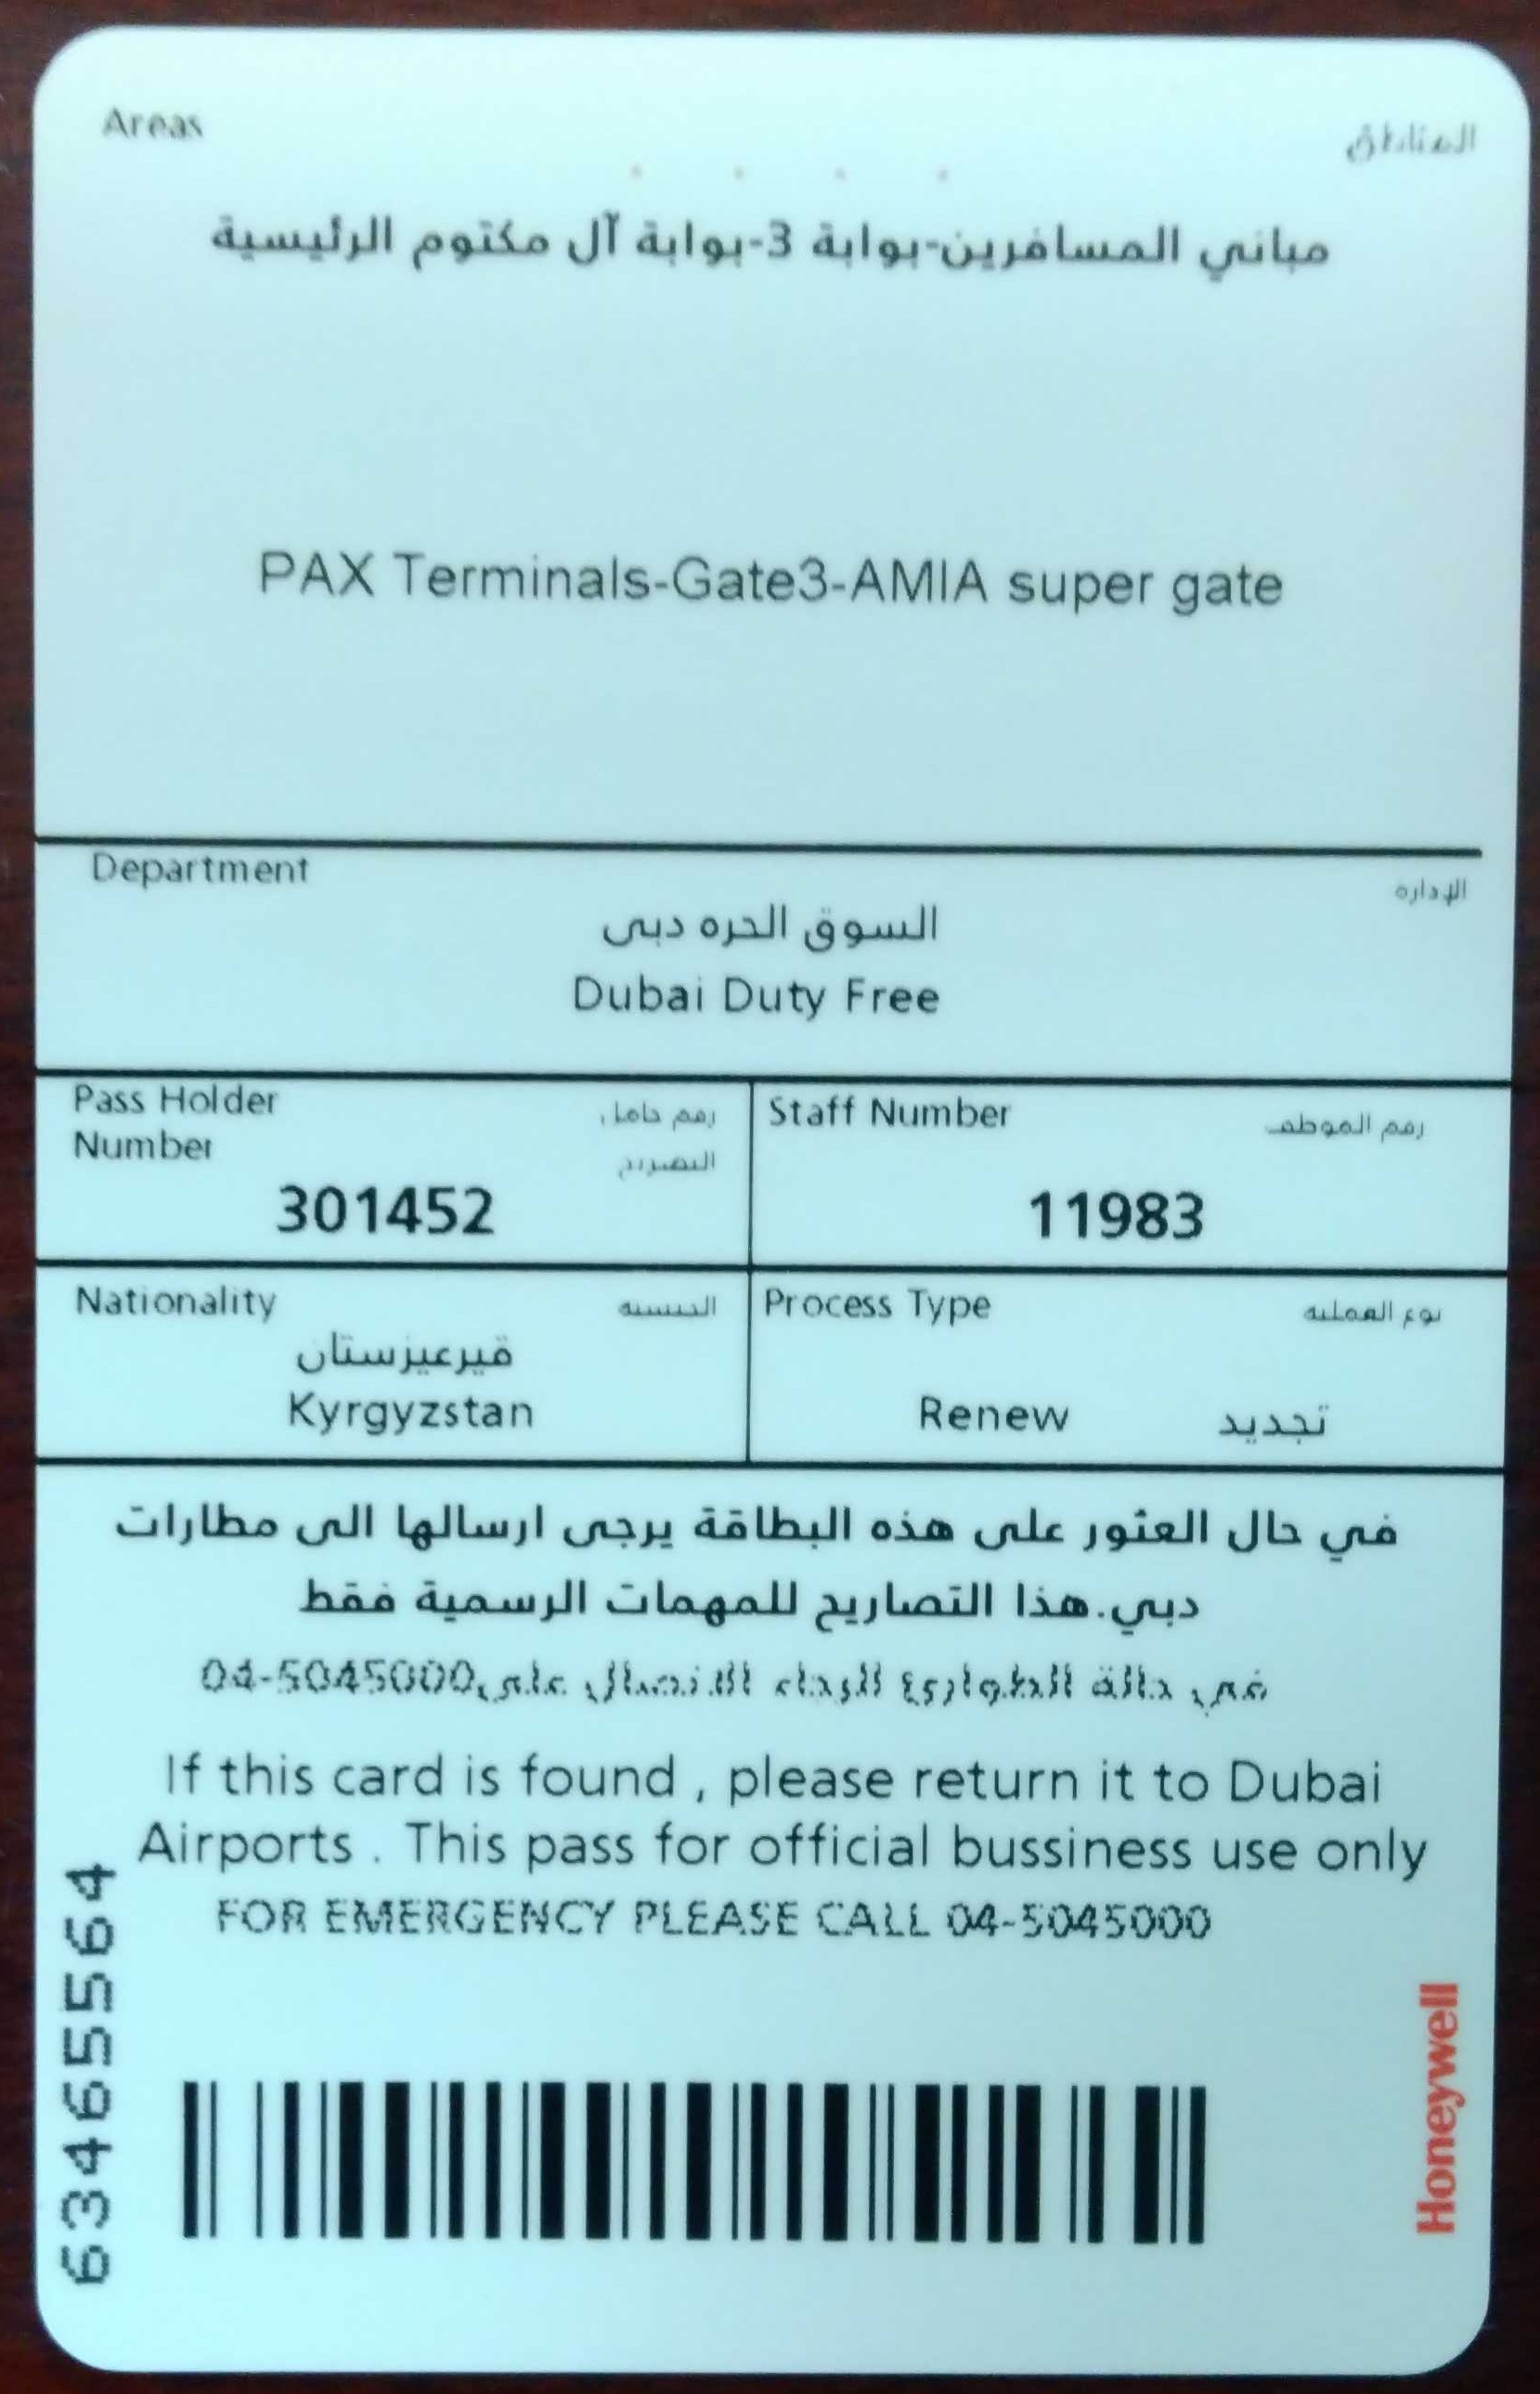 Areas
المناطق
مباني المسافرين-بوابة 3-بوابة آل مكتوم الرئيسية
PAX Terminals-Gate3-AMIA super gate
Department
الإدارة
السوق الحره دبى
Dubai Duty Free
Pass Holder
رقم حامل
Number
التصريح
301452
Staff Number
رقم الموظف
11983
Nationality
الجنسية
قيرغيزستان
Kyrgyzstan
Process Type
نوع العملية
Renew تجديد
في حال العثور على هذه البطاقة يرجى ارسالها الى مطارات
دبي.هذا التصاريح للمهمات الرسمية فقط
في حالة الطوارئ الرجاء الاتصال على 04-5045000
If this card is found , please return it to Dubai
Airports . This pass for official bussiness use only
FOR EMERGENCY PLEASE CALL 04-5045000
63465564
Honeywell